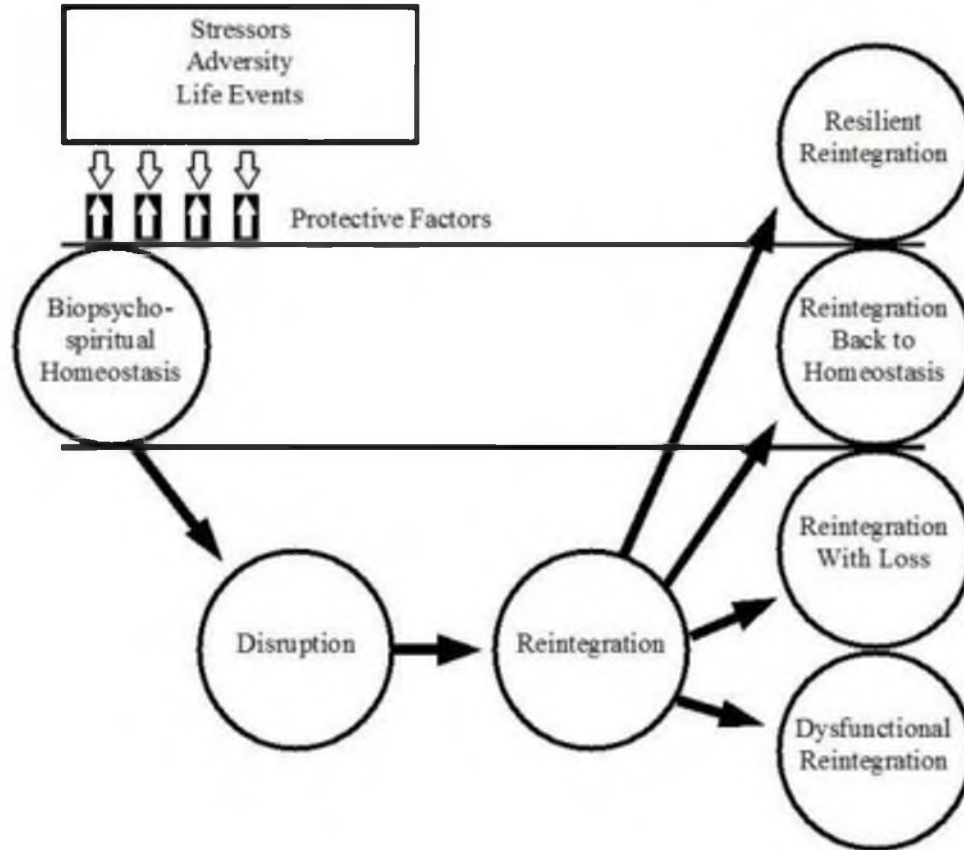 Stressors
Adversity
Life Events
Protective Factors
Biopsycho-
spiritual
Homeostasis
Disruption
Reintegration
Resilient
Reintegration
Reintegration
Back to
Homeostasis
Reintegration
With Loss
Dysfunctional
Reintegration